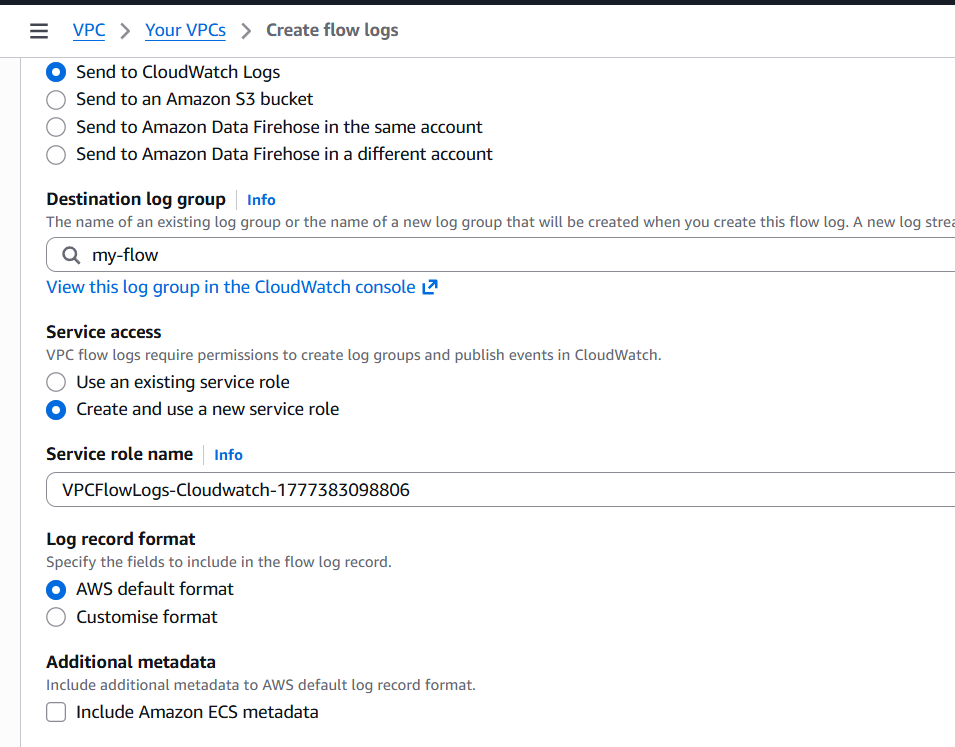 VPC > Your VPCs > Create flow logs
Send to CloudWatch Logs
Send to an Amazon S3 bucket
Send to Amazon Data Firehose in the same account
Send to Amazon Data Firehose in a different account
Destination log group Info
The name of an existing log group or the name of a new log group that will be created when you create this flow log. A new log strea
my-flow
View this log group in the CloudWatch console
Service access
VPC flow logs require permissions to create log groups and publish events in CloudWatch.
Use an existing service role
Create and use a new service role
Service role name Info
VPCFlowLogs-Cloudwatch-1777383098806
Log record format
Specify the fields to include in the flow log record.
AWS default format
Customise format
Additional metadata
Include additional metadata to AWS default log record format.
Include Amazon ECS metadata